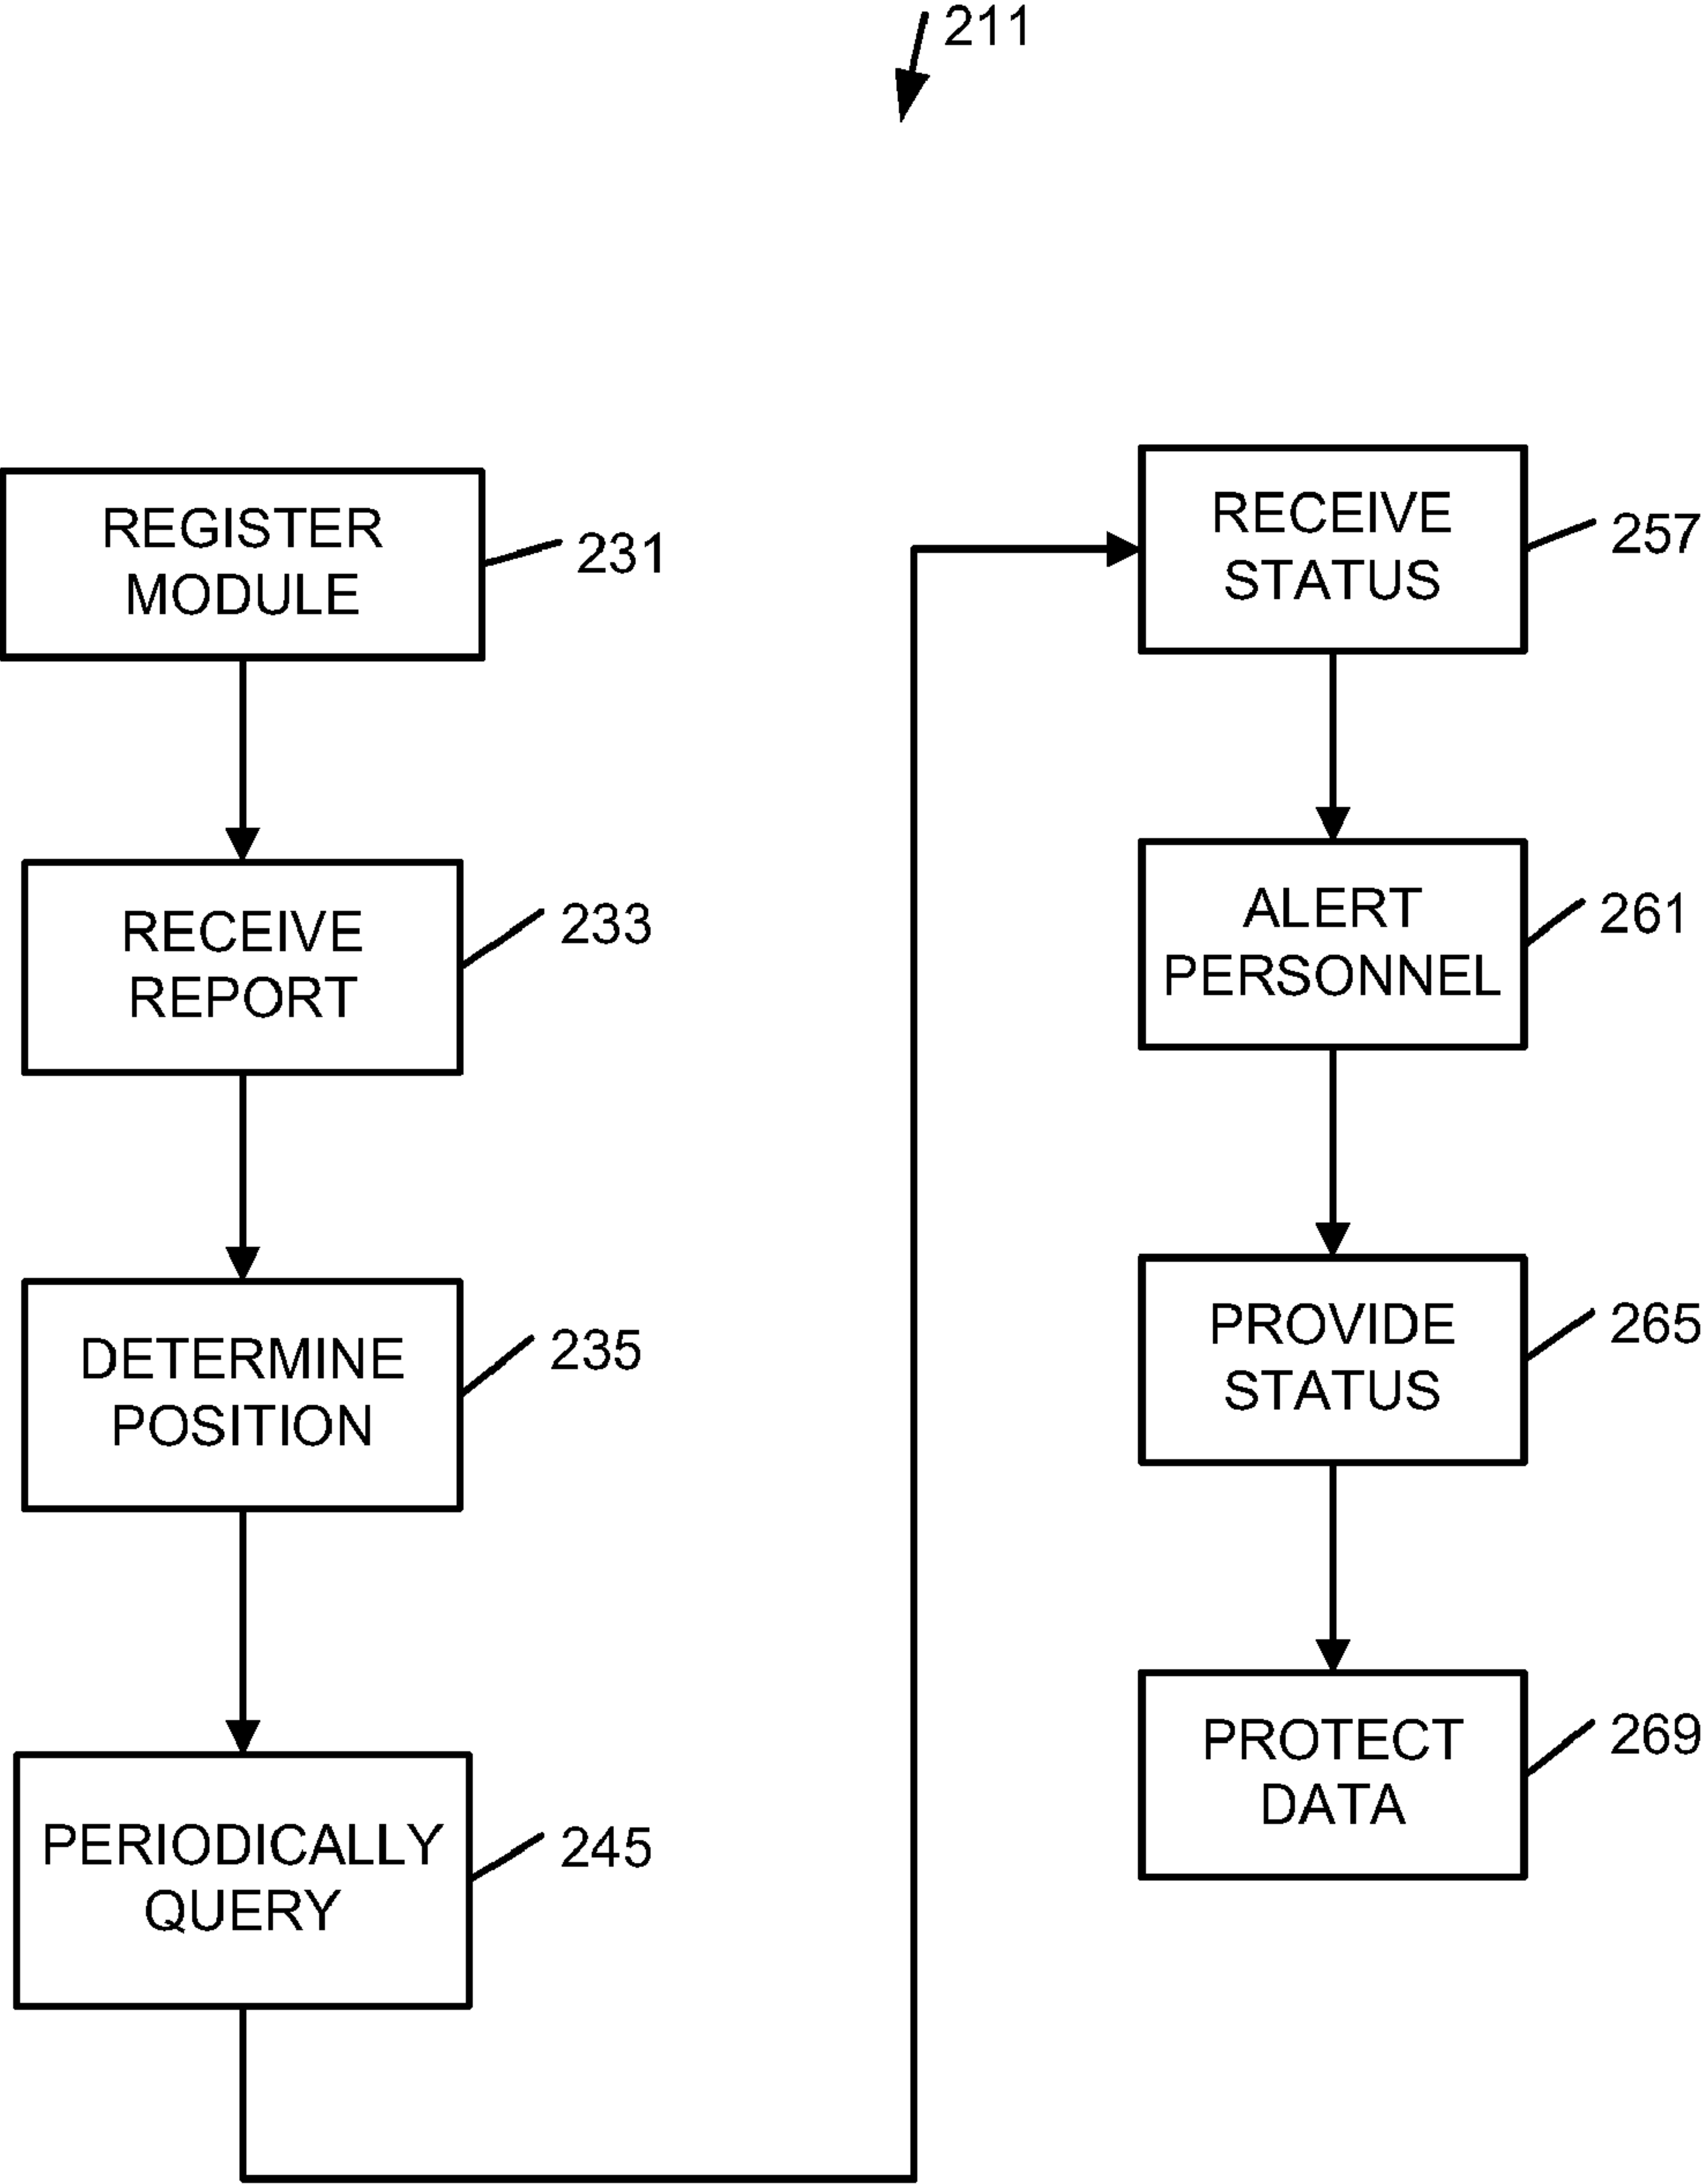 211
REGISTER
MODULE
231
RECEIVE
REPORT
233
DETERMINE
POSITION
235
PERIODICALLY
QUERY
245
RECEIVE
STATUS
257
ALERT
PERSONNEL
261
PROVIDE
STATUS
265
PROTECT
DATA
269